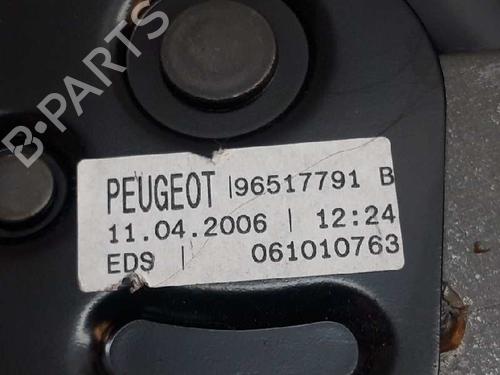 B-PARTS
PEUGEOT |96517791 B
11.04.2006 | 12:24
EDS | 061010763